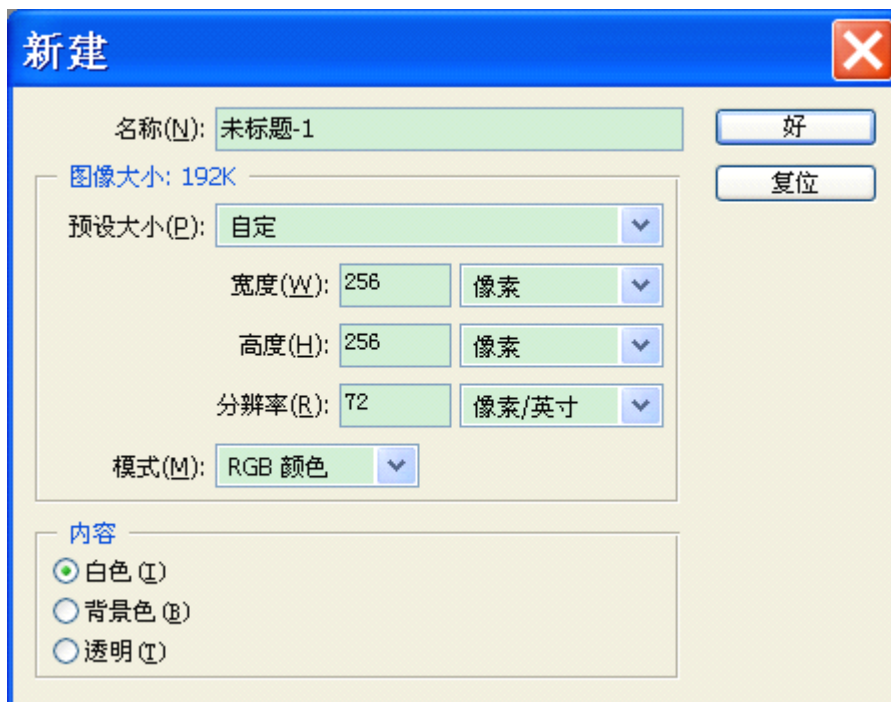 新建
名称(N): 未标题-1
好
图像大小: 192K
复位
预设大小(P): 自定
宽度(W): 256 像素
高度(H): 256 像素
分辨率(R): 72 像素/英寸
模式(M): RGB 颜色
内容
白色(I)
背景色(B)
透明(T)